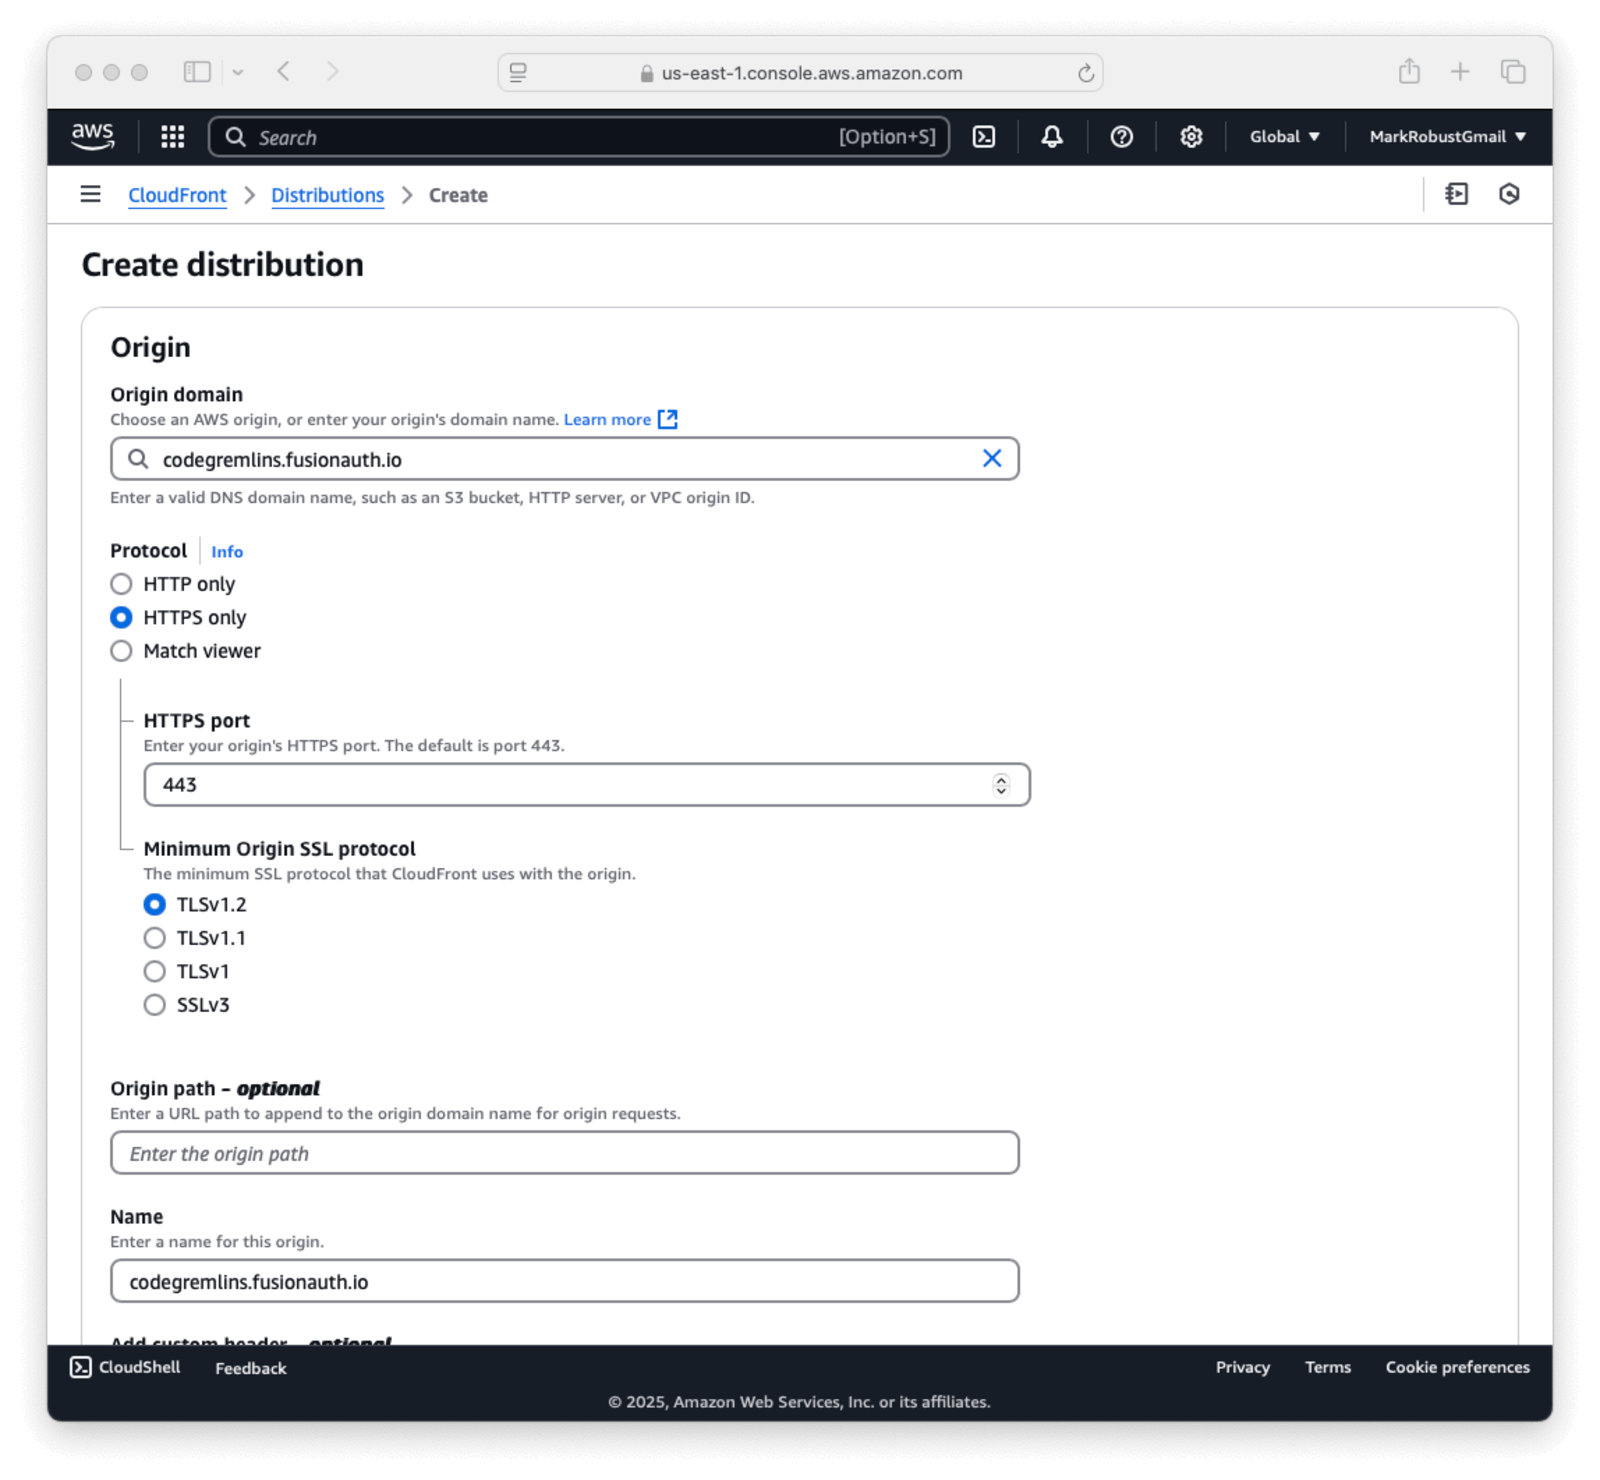 us-east-1.console.aws.amazon.com
aws
Search
[Option+S]
Global
MarkRobustGmail
CloudFront
Distributions
Create
Create distribution
Origin
Origin domain
Choose an AWS origin, or enter your origin's domain name. Learn more
codegremlins.fusionauth.io
Enter a valid DNS domain name, such as an S3 bucket, HTTP server, or VPC origin ID.
Protocol Info
HTTP only
HTTPS only
Match viewer
HTTPS port
Enter your origin's HTTPS port. The default is port 443.
443
Minimum Origin SSL protocol
The minimum SSL protocol that CloudFront uses with the origin.
TLSv1.2
TLSv1.1
TLSv1
SSLv3
Origin path - optional
Enter a URL path to append to the origin domain name for origin requests.
Enter the origin path
Name
Enter a name for this origin.
codegremlins.fusionauth.io
Add custom header - optional
CloudShell
Feedback
Privacy
Terms
Cookie preferences
© 2025, Amazon Web Services, Inc. or its affiliates.